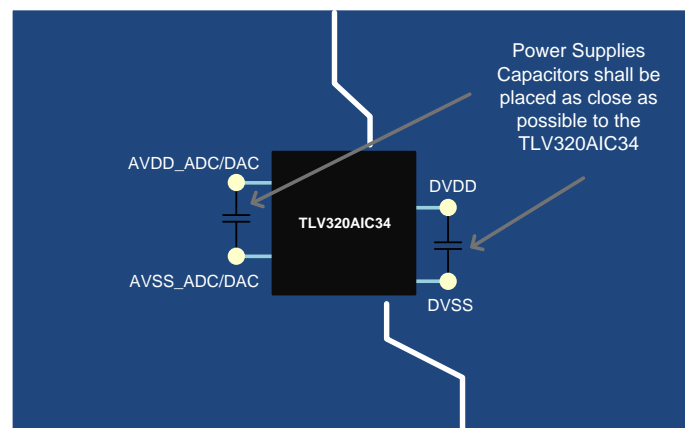 Power Supplies
Capacitors shall be
placed as close as
possible to the
TLV320AIC34
AVDD_ADC/DAC
DVDD
TLV320AIC34
AVSS_ADC/DAC
DVSS